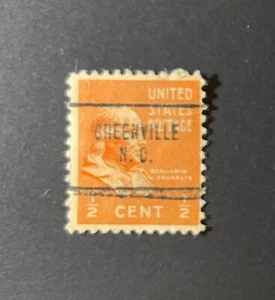 UNITED
STATES POSTAGE
GREENVILLE
N. C.
BENJAMIN
FRANKLIN
1/2 CENT 1/2